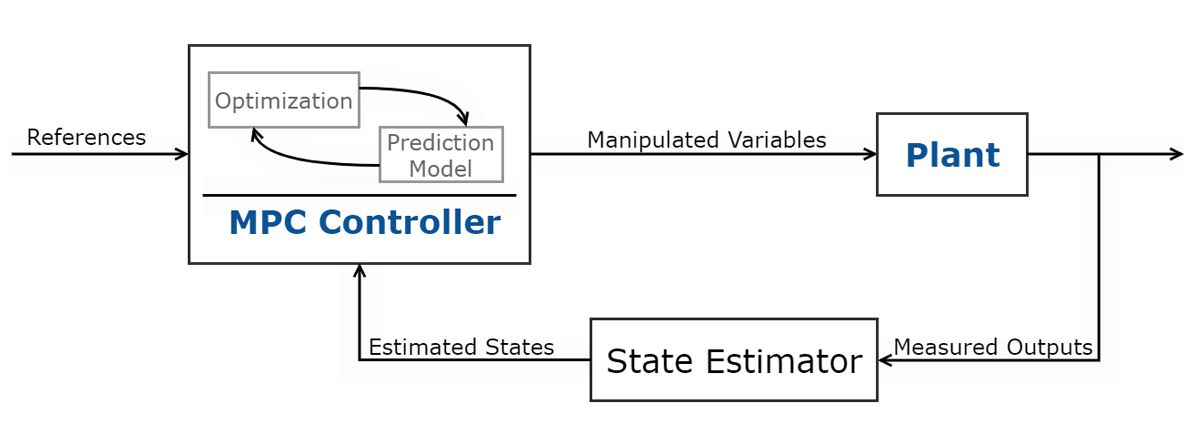 References
Optimization
Prediction
Model
MPC Controller
Manipulated Variables
Plant
Estimated States
State Estimator
Measured Outputs